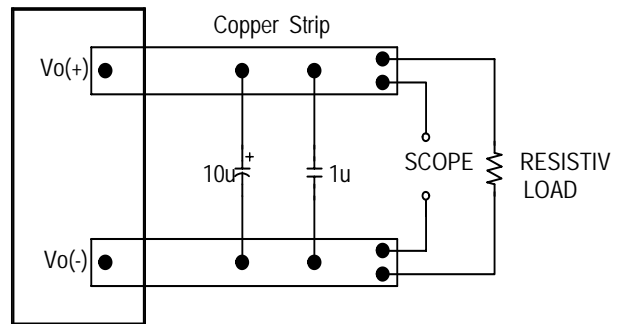 Copper Strip
Vo(+)
10u
+
1u
SCOPE
RESISTIV
LOAD
Vo(-)